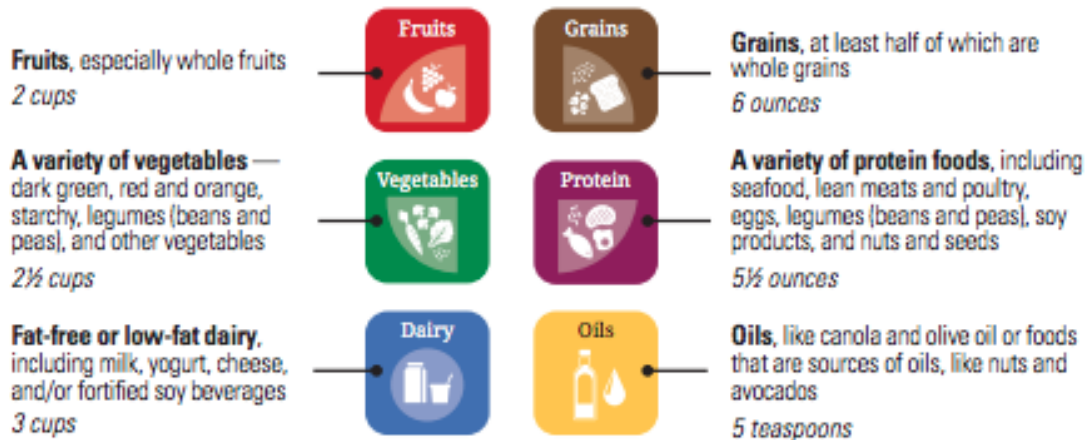 Fruits
Fruits, especially whole fruits
2 cups
Grains
Grains, at least half of which are
whole grains
6 ounces
Vegetables
A variety of vegetables —
dark green, red and orange,
starchy, legumes (beans and
peas), and other vegetables
2½ cups
Protein
A variety of protein foods, including
seafood, lean meats and poultry,
eggs, legumes (beans and peas), soy
products, and nuts and seeds
5½ ounces
Dairy
Fat-free or low-fat dairy,
including milk, yogurt, cheese,
and/or fortified soy beverages
3 cups
Oils
Oils, like canola and olive oil or foods
that are sources of oils, like nuts and
avocados
5 teaspoons